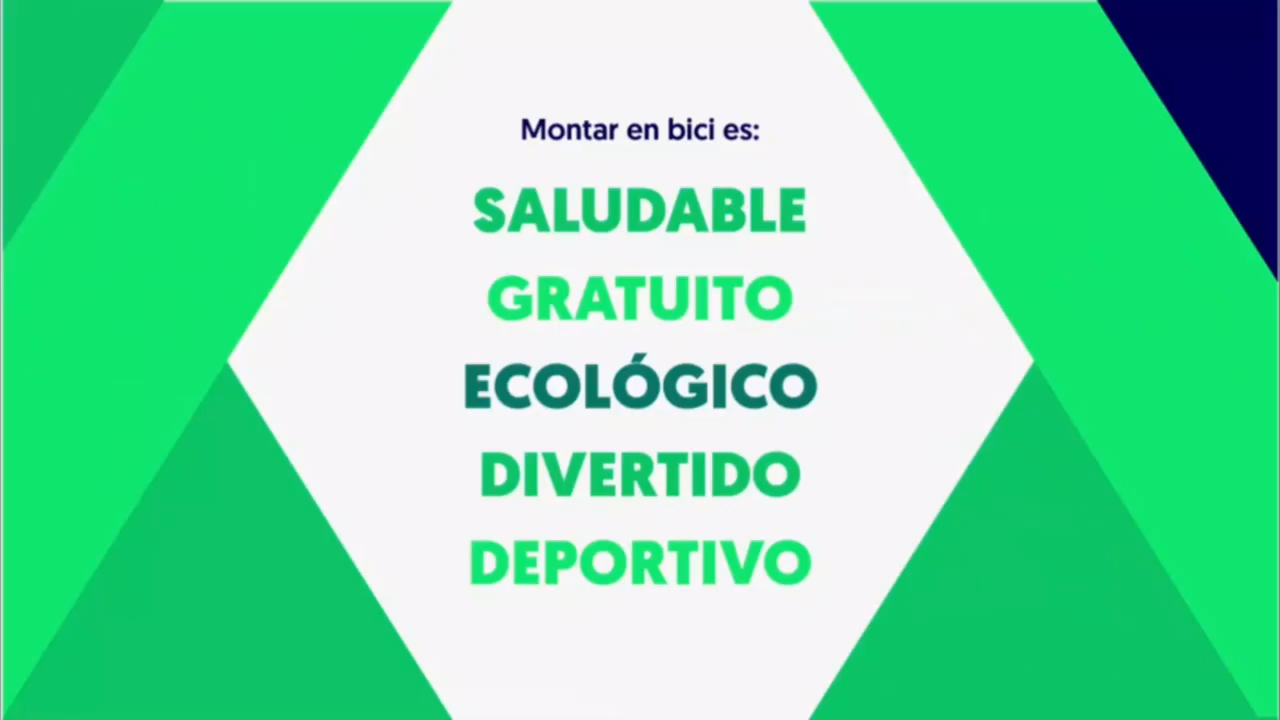 Montar en bici es:
SALUDABLE
GRATUITO
ECOLÓGICO
DIVERTIDO
DEPORTIVO